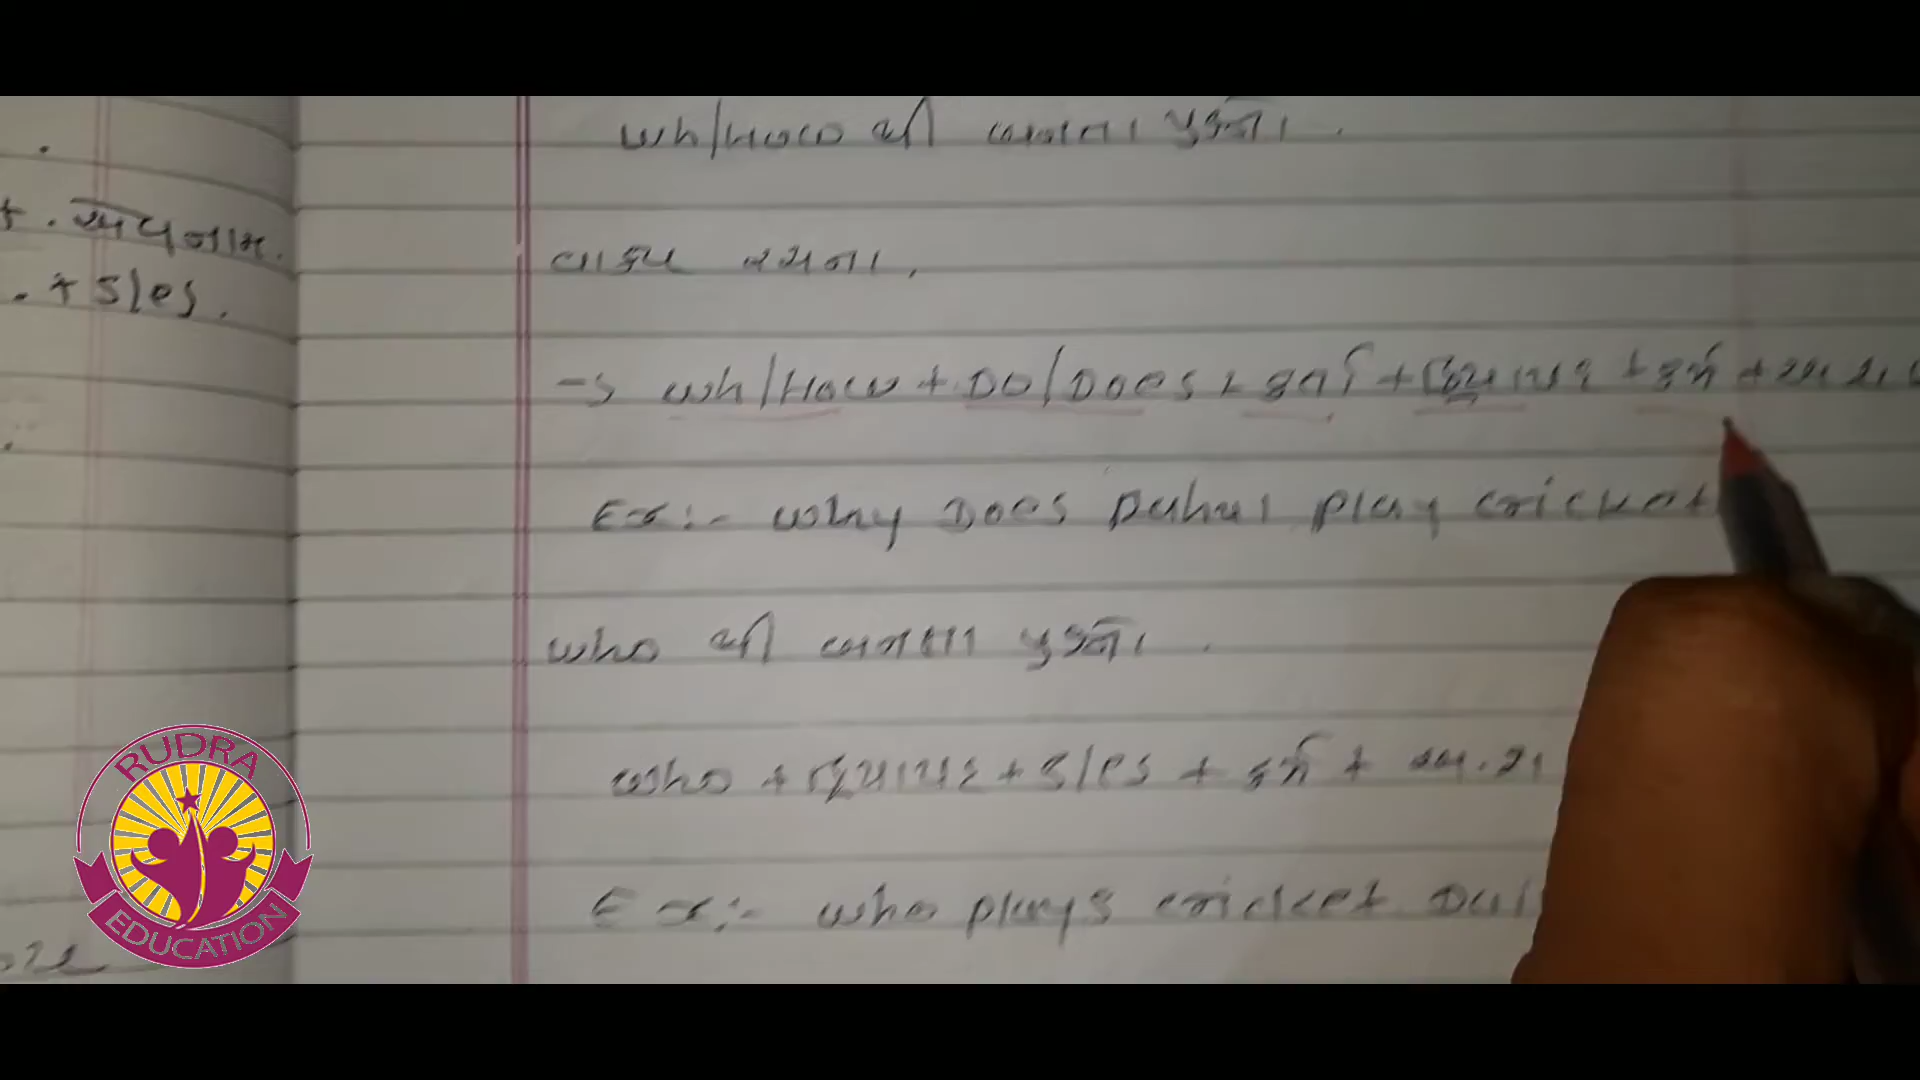 wh/How થી બનતા પ્રશ્નો.
વાક્ય રચના.
→ wh/How + Do/Does + કર્તા + ક્રિયાપદ + કર્મ +
Ex:- why Does Rahul play cricket
who થી બનતા પ્રશ્નો.
who + ક્રિયાપદ + s/es + કર્મ +
Ex:- who plays cricket
+ s/es.
RUDRA
EDUCATION